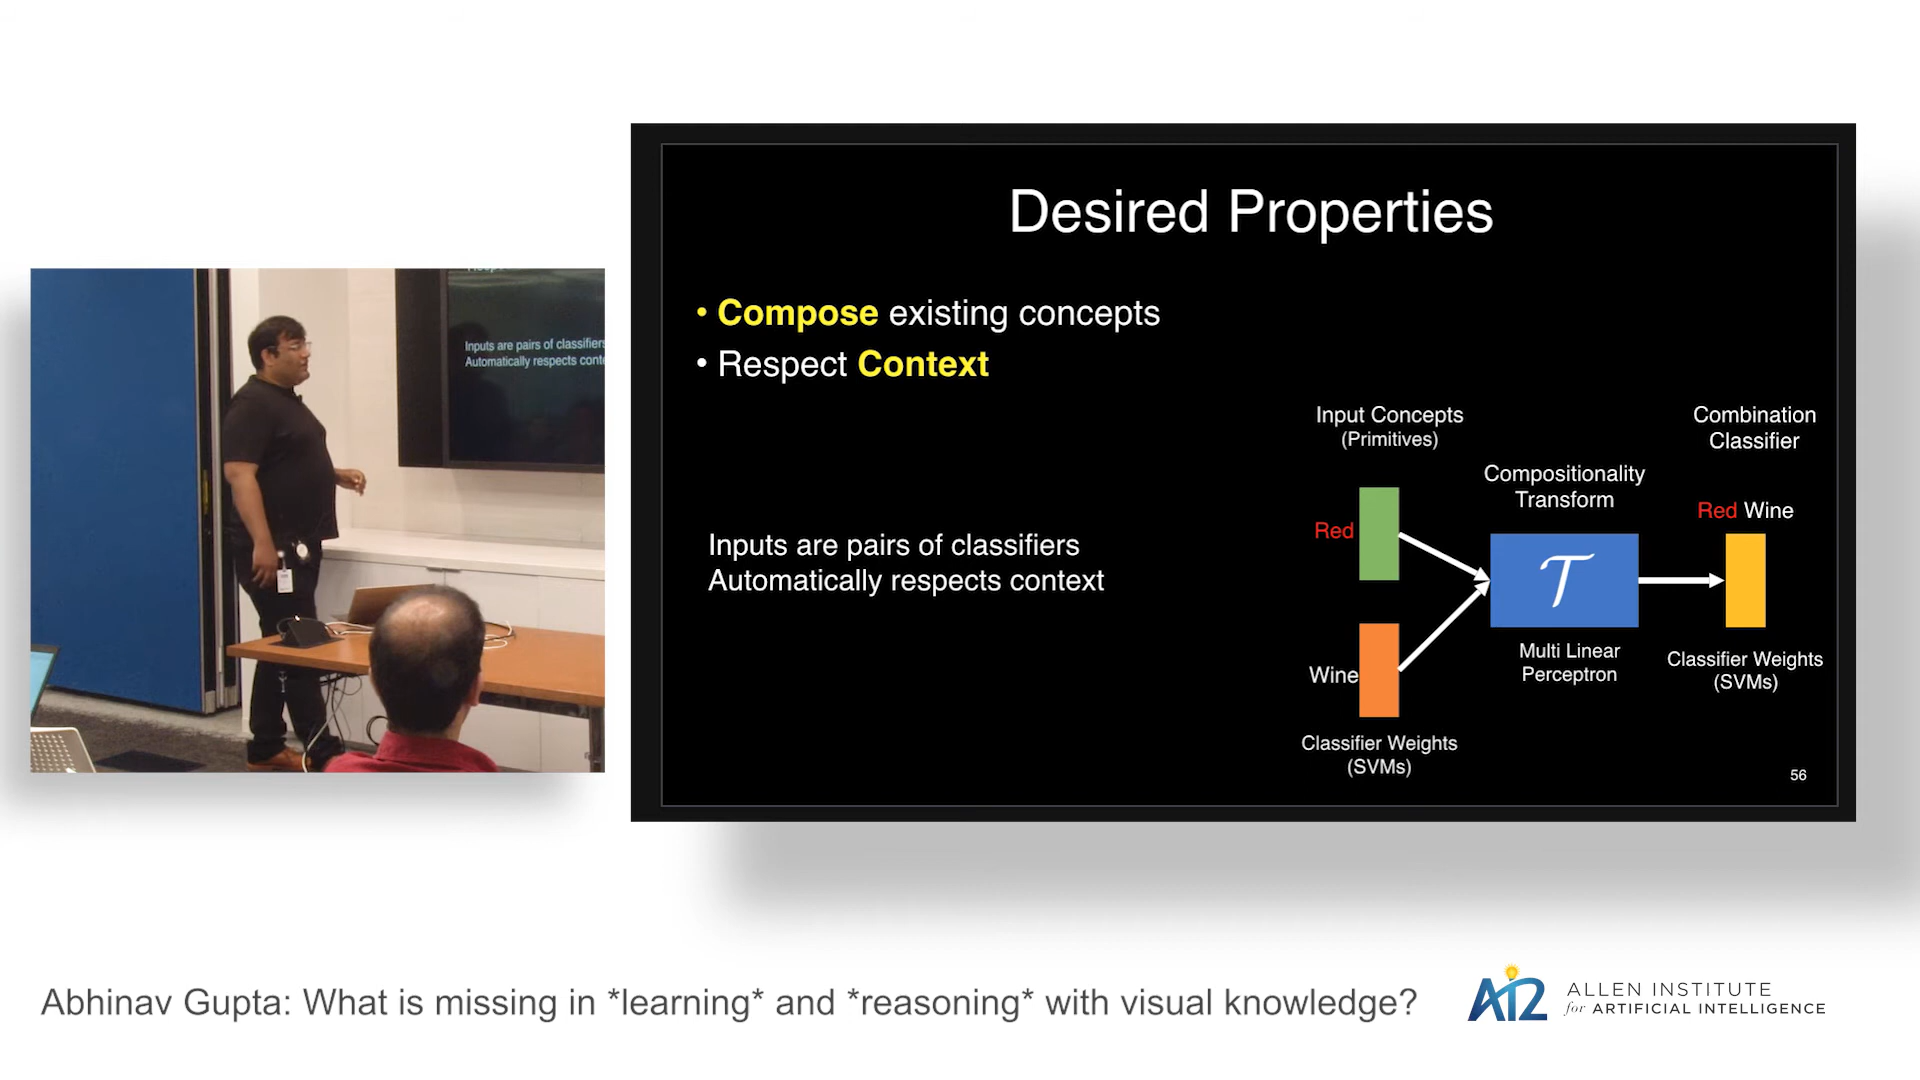 Inputs are pairs of classifiers
Automatically respects conte
Desired Properties
• Compose existing concepts
• Respect Context
Inputs are pairs of classifiers
Automatically respects context
Input Concepts
(Primitives)
Red
Wine
Classifier Weights
(SVMs)
Compositionality
Transform
T
Multi Linear
Perceptron
Combination
Classifier
Red Wine
Classifier Weights
(SVMs)
56
Abhinav Gupta: What is missing in *learning* and *reasoning* with visual knowledge?
AI2
ALLEN INSTITUTE
for ARTIFICIAL INTELLIGENCE